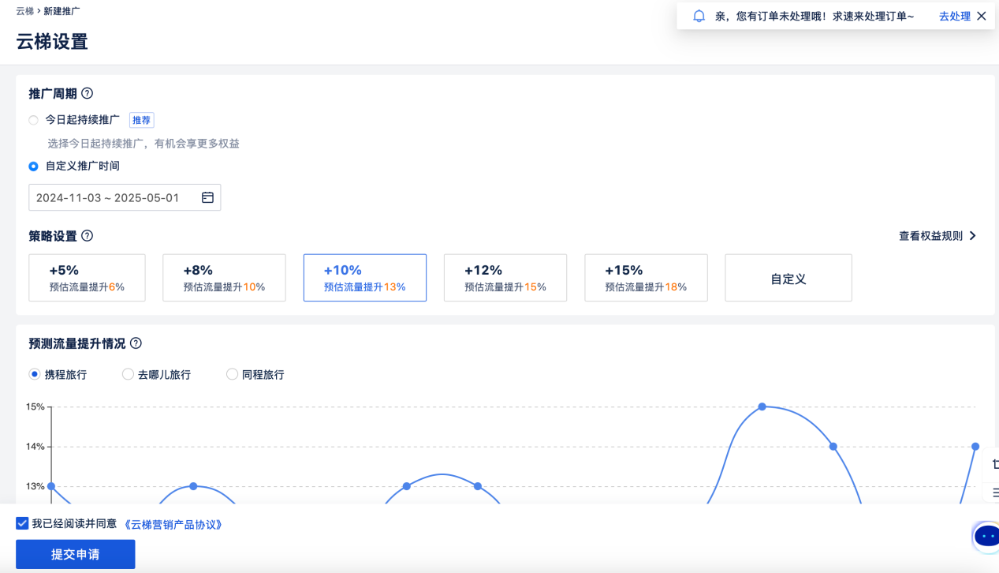 云梯 › 新建推广
亲，您有订单未处理哦！求速来处理订单~ 去处理
云梯设置
推广周期
今日起持续推广 推荐
选择今日起持续推广，有机会享更多权益
自定义推广时间
2024-11-03 ~ 2025-05-01
策略设置
查看权益规则
+5%
预估流量提升6%
+8%
预估流量提升10%
+10%
预估流量提升13%
+12%
预估流量提升15%
+15%
预估流量提升18%
自定义
预测流量提升情况
携程旅行 去哪儿旅行 同程旅行
15%
14%
13%
我已经阅读并同意 《云梯营销产品协议》
提交申请